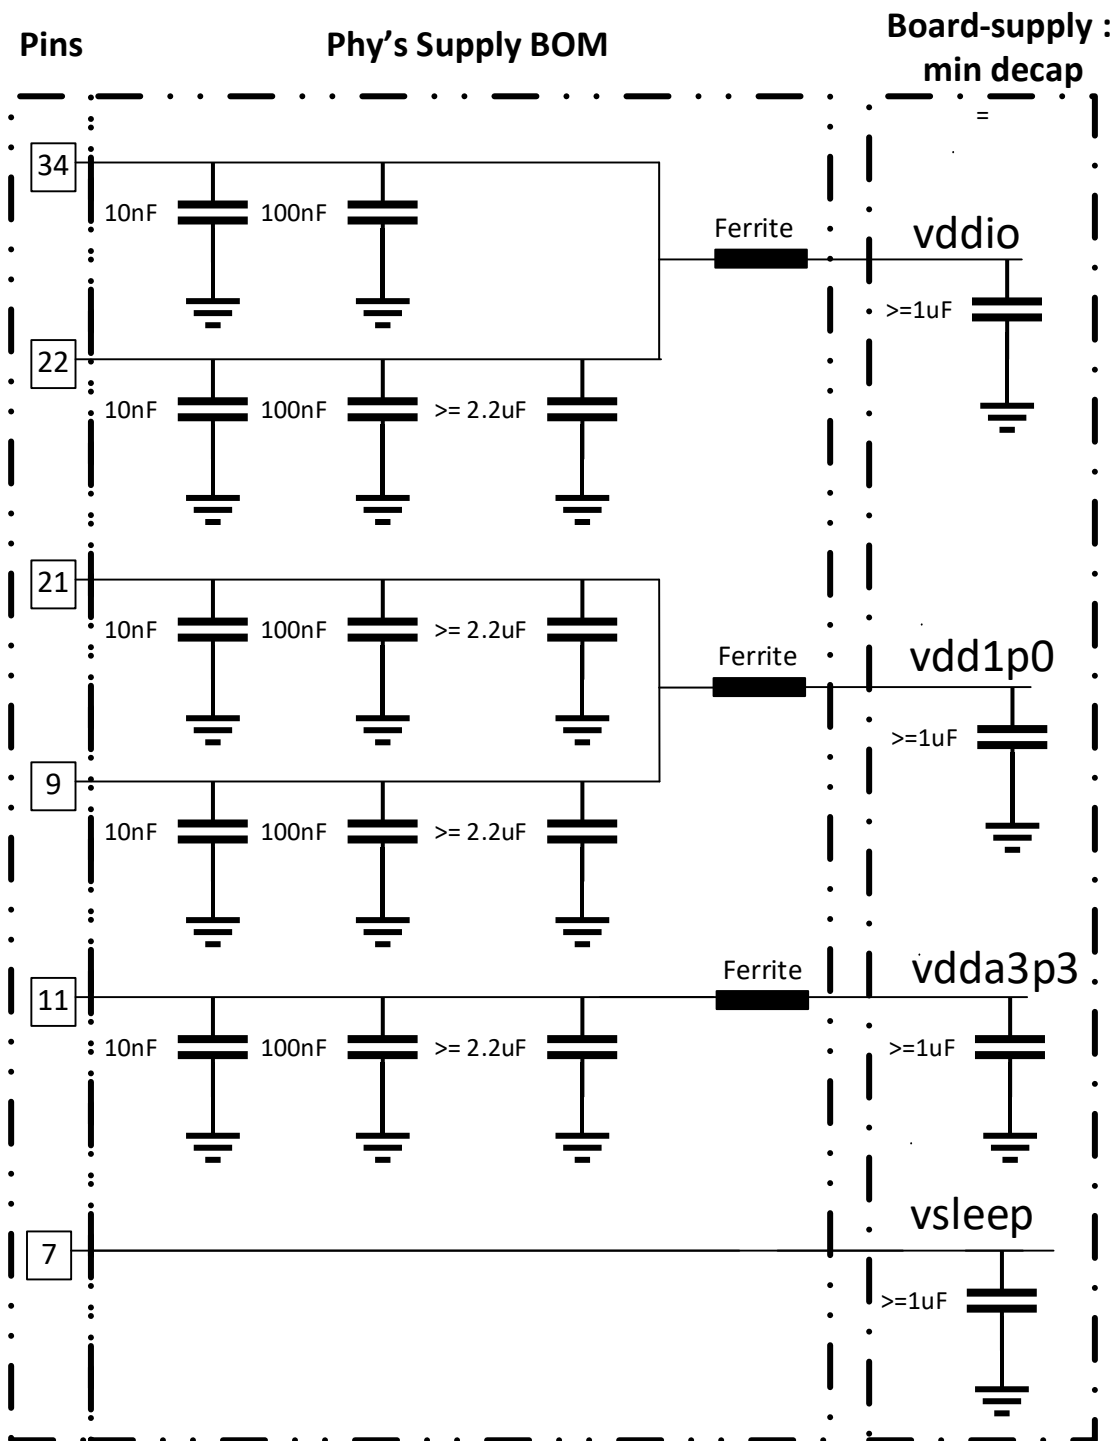 Pins
Phy's Supply BOM
Board-supply :
min decap
=
34
10nF
100nF
Ferrite
vddio
>=1uF
22
10nF
100nF
>= 2.2uF
21
10nF
100nF
>= 2.2uF
Ferrite
vdd1p0
>=1uF
9
10nF
100nF
>= 2.2uF
11
Ferrite
vdda3p3
10nF
100nF
>= 2.2uF
>=1uF
7
vsleep
>=1uF